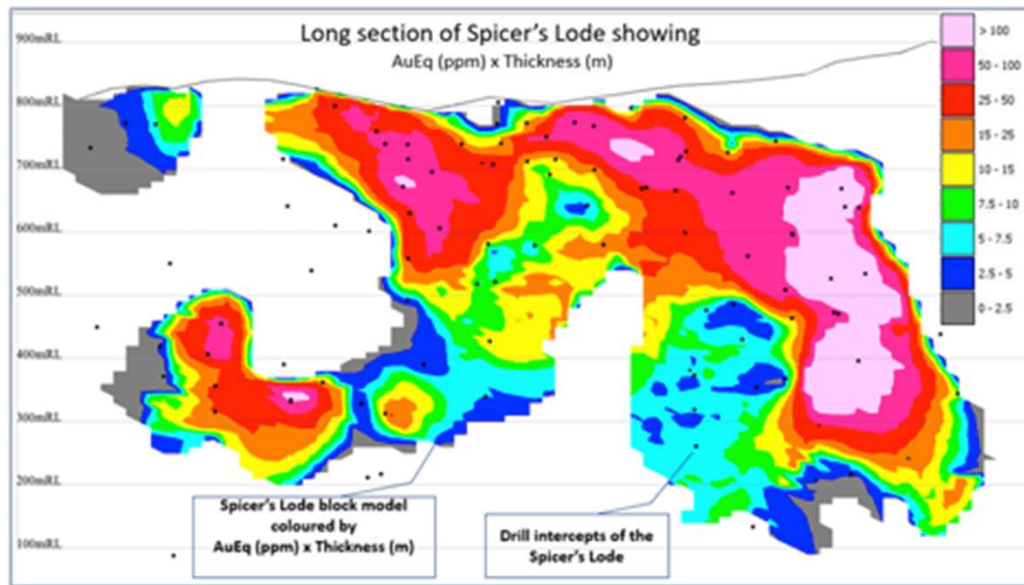 Long section of Spicer's Lode showing
AuEq (ppm) x Thickness (m)
900mRL
800mRL
700mRL
600mRL
500mRL
400mRL
300mRL
200mRL
100mRL
> 100
50 - 100
25 - 50
15 - 25
10 - 15
7.5 - 10
5 - 7.5
2.5 - 5
0 - 2.5
Spicer's Lode block model
coloured by
AuEq (ppm) x Thickness (m)
Drill intercepts of the
Spicer's Lode